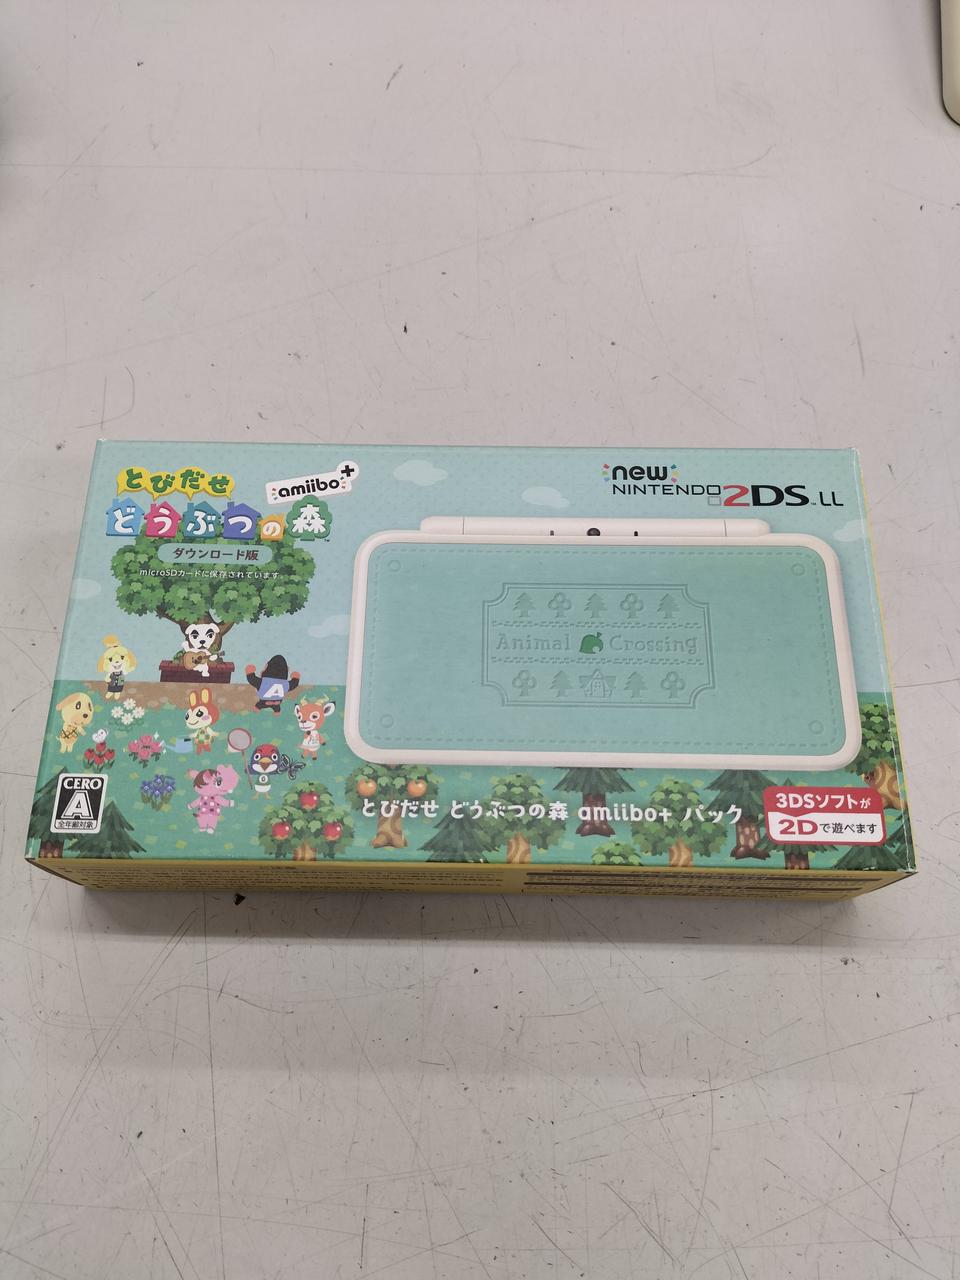 とびだせ
どうぶつの森
amiibo+
ダウンロード版
microSDカードに保存されています。
new
NINTENDO 2DS LL
Animal Crossing
A
CERO
A
全年齢対象
とびだせ どうぶつの森 amiibo+ パック
3DSソフトが
2Dで遊べます